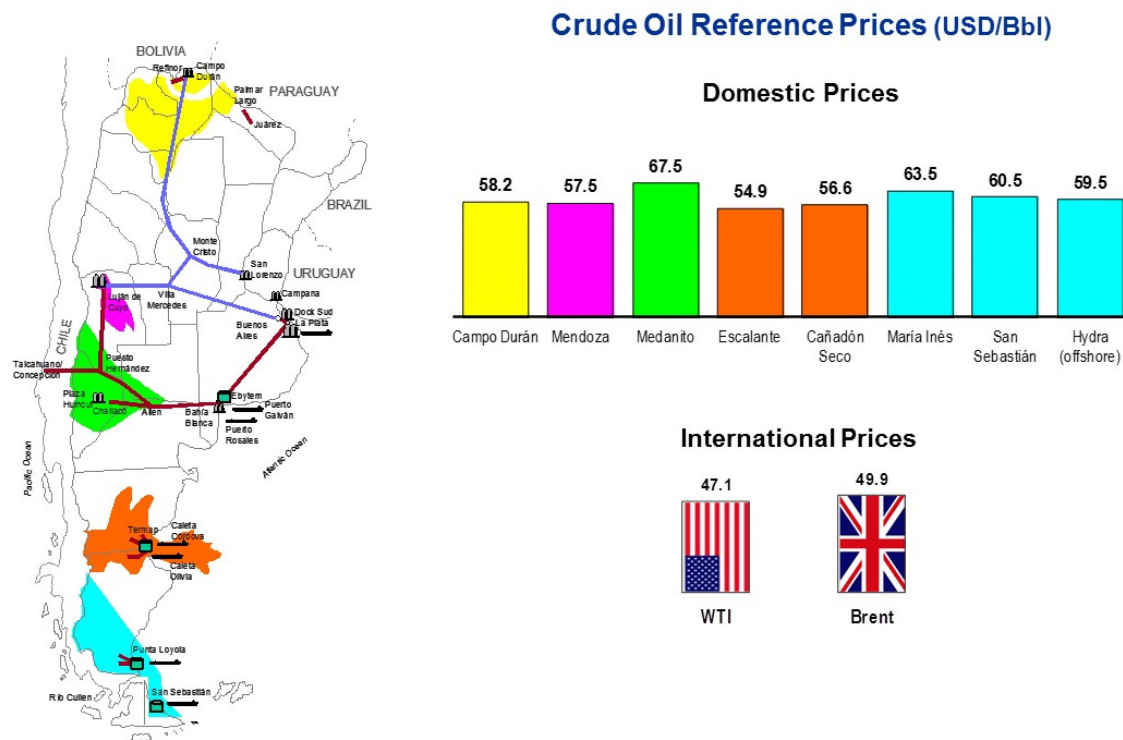 Crude Oil Reference Prices (USD/Bbl)
Domestic Prices
58.2
57.5
67.5
54.9
56.6
63.5
60.5
59.5
Campo Durán
Mendoza
Medanito
Escalante
Cañadón
Seco
María Inés
San
Sebastián
Hydra
(offshore)
International Prices
47.1
49.9
WTI
Brent
BOLIVIA
Refinor
Campo
Durán
PARAGUAY
Palmar
Largo
Juárez
BRAZIL
Monte
Cristo
San
Lorenzo
URUGUAY
Campana
Luján de
Cuyo
Villa
Mercedes
Dock Sud
La Plata
Buenos
Aires
CHILE
Puesto
Hernández
Talcahuano/
Concepción
Plaza
Huincul
Challacó
Allen
Ebytem
Bahía
Blanca
Puerto
Galván
Puerto
Rosales
Atlantic Ocean
Pacific Ocean
Termap
Caleta
Córdova
Caleta
Olivia
Punta Loyola
San Sebastián
Río Cullen